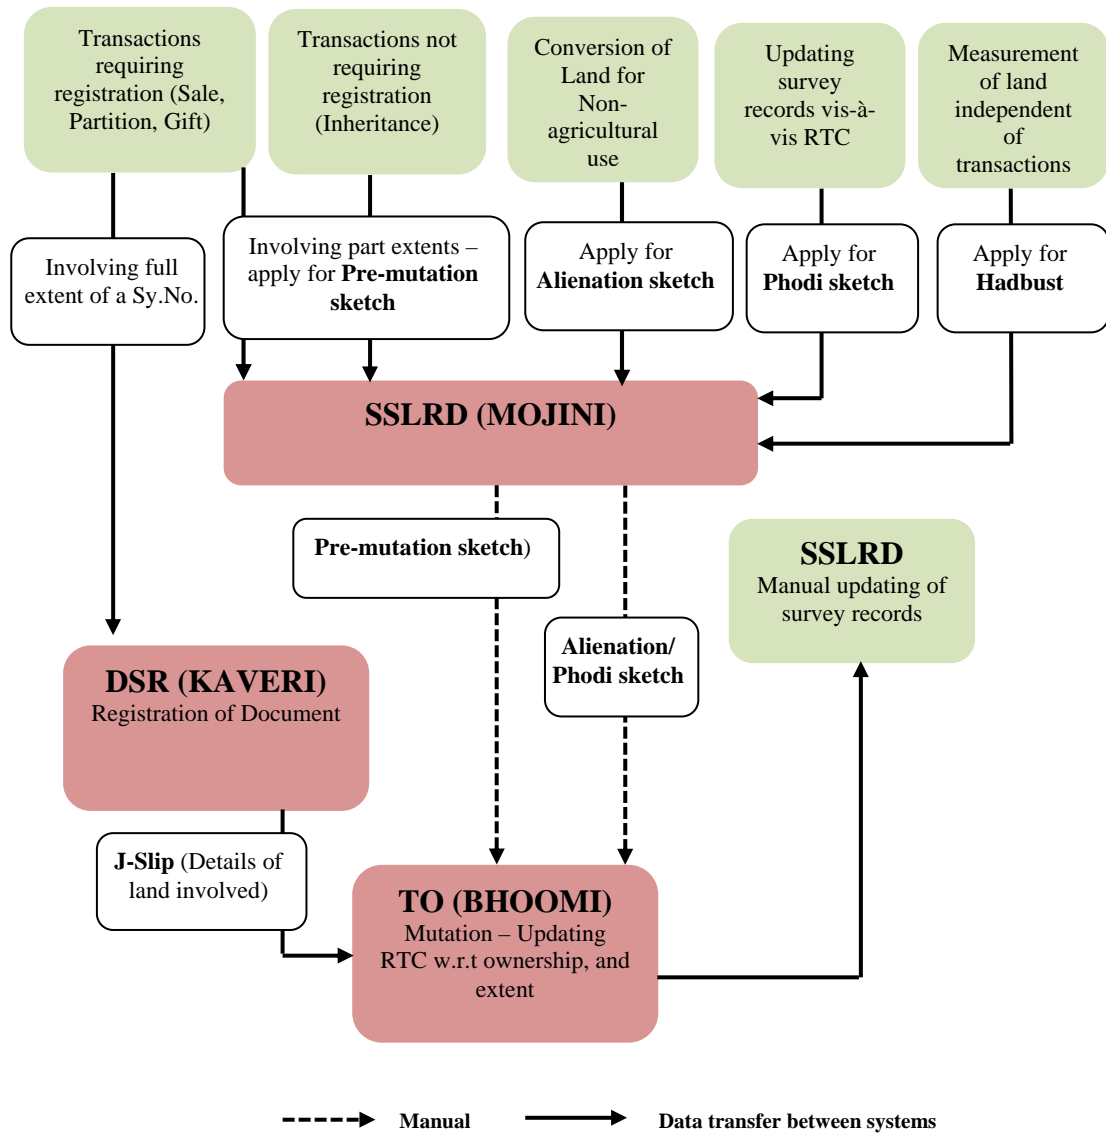 Transactions
requiring
registration (Sale,
Partition, Gift)
Transactions not
requiring
registration
(Inheritance)
Conversion of
Land for
Non-
agricultural
use
Updating
survey
records vis-à-
vis RTC
Measurement
of land
independent
of
transactions
Involving full
extent of a Sy.No.
Involving part extents –
apply for Pre-mutation
sketch
Apply for
Alienation sketch
Apply for
Phodi sketch
Apply for
Hadbust
SSLRD (MOJINI)
Pre-mutation sketch)
Alienation/
Phodi sketch
SSLRD
Manual updating of
survey records
DSR (KAVERI)
Registration of Document
J-Slip (Details of
land involved)
TO (BHOOMI)
Mutation – Updating
RTC w.r.t ownership, and
extent
Manual
Data transfer between systems